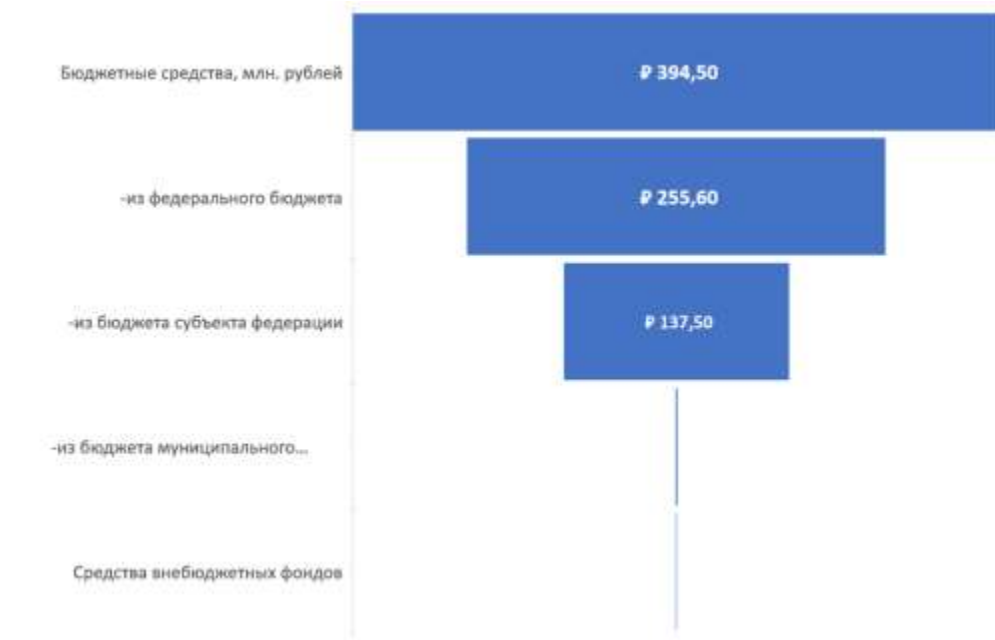 Бюджетные средства, млн. рублей
₽ 394,50
-из федерального бюджета
₽ 255,60
-из бюджета субъекта федерации
₽ 137,50
-из бюджета муниципального...
Средства внебюджетных фондов